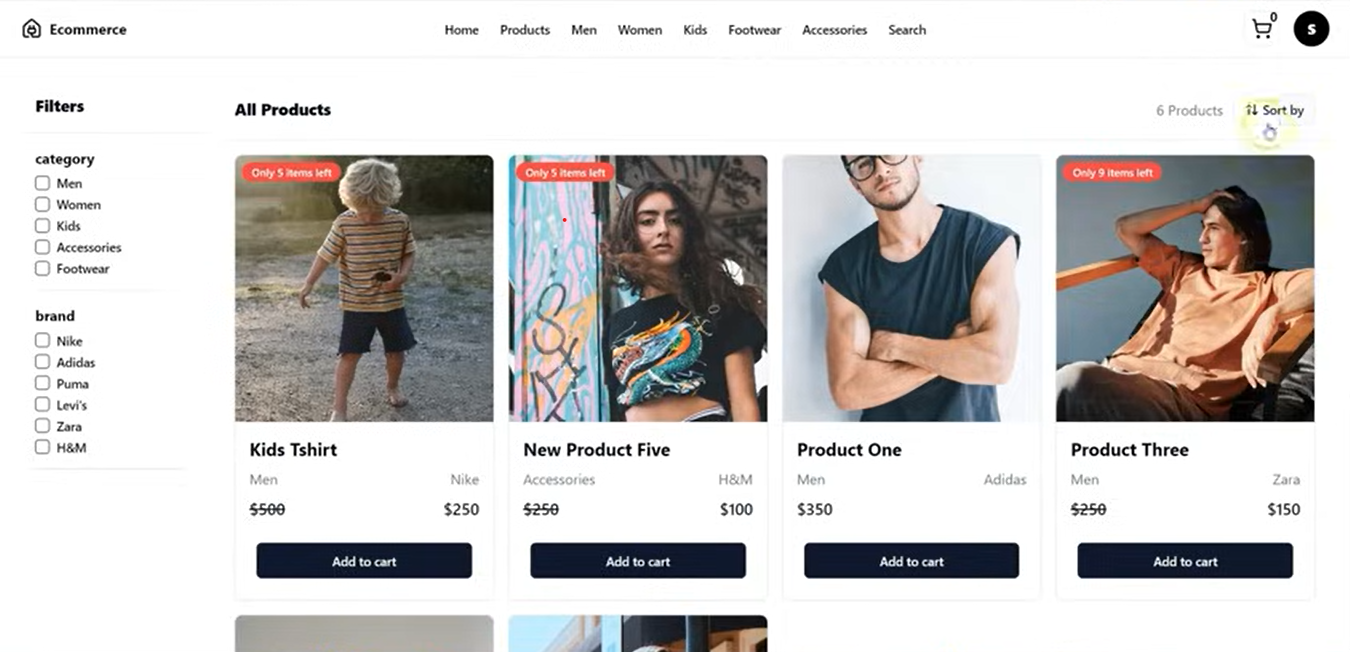 Ecommerce
Home Products Men Women Kids Footwear Accessories Search
0
S
Filters
category
Men
Women
Kids
Accessories
Footwear
brand
Nike
Adidas
Puma
Levi's
Zara
H&M
All Products
6 Products
Sort by
Only 5 items left
Kids Tshirt
Men Nike
$500 $250
Add to cart
Only 5 items left
New Product Five
Accessories H&M
$250 $100
Add to cart
Product One
Men Adidas
$350
Add to cart
Only 9 items left
Product Three
Men Zara
$250 $150
Add to cart